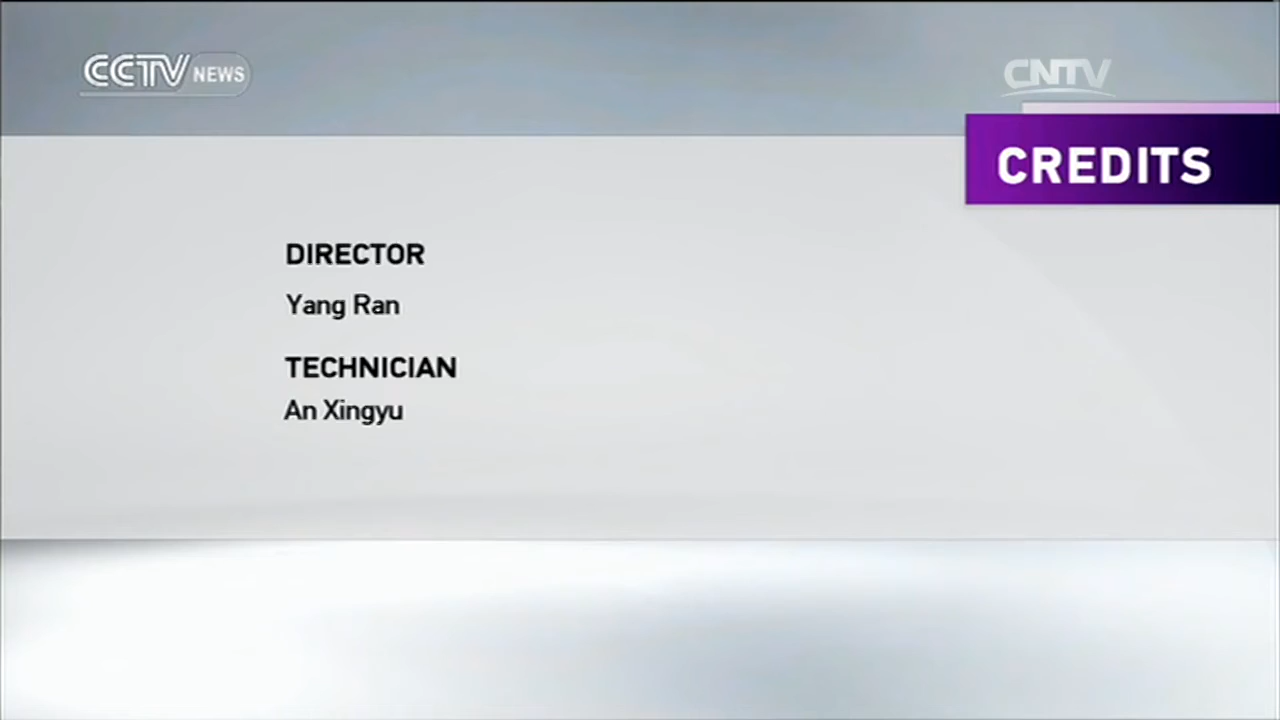 CCTV NEWS
CNTV
CREDITS
DIRECTOR
Yang Ran
TECHNICIAN
An Xingyu